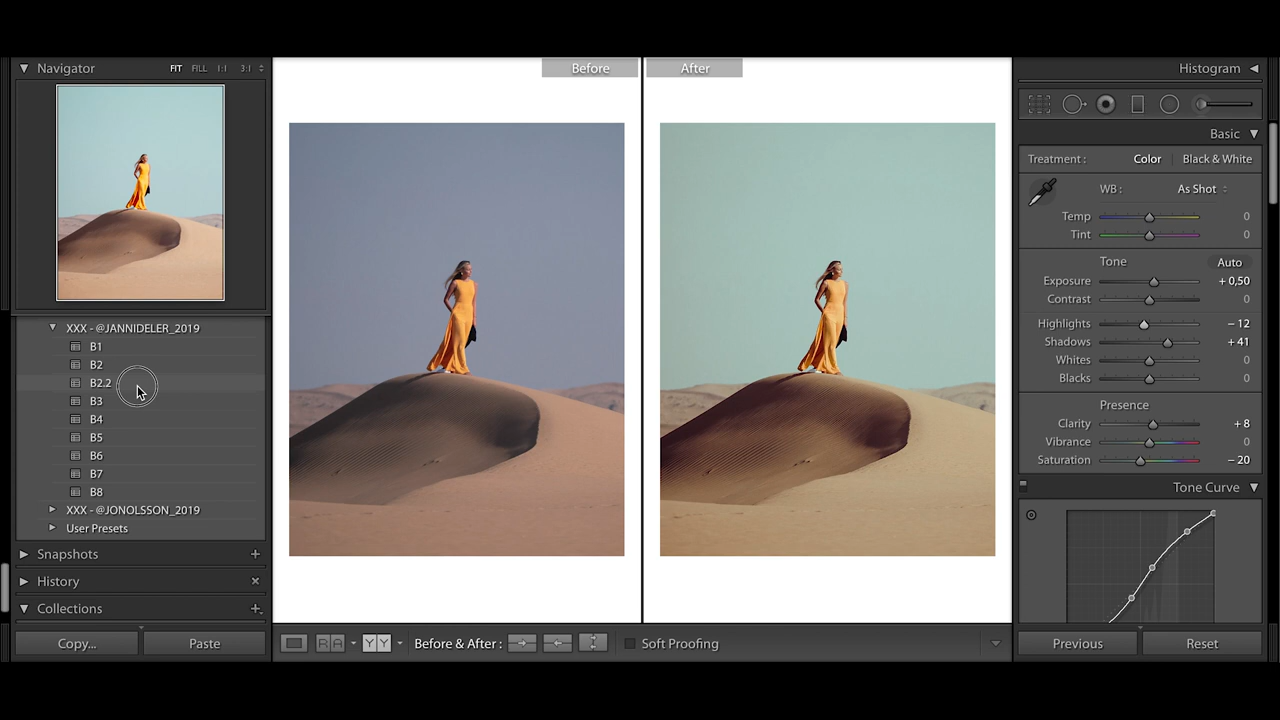 Navigator FIT FILL 1:1 3:1
XXX - @JANNIDELER_2019
B1
B2
B2.2
B3
B4
B5
B6
B7
B8
XXX - @JONOLSSON_2019
User Presets
Snapshots +
History ×
Collections +
Copy... Paste
Before After
R A Y Y Before & After : Soft Proofing
Histogram
Basic
Treatment : Color Black & White
WB : As Shot
Temp 0
Tint 0
Tone Auto
Exposure + 0,50
Contrast 0
Highlights − 12
Shadows + 41
Whites 0
Blacks 0
Presence
Clarity + 8
Vibrance 0
Saturation − 20
Tone Curve
Previous Reset